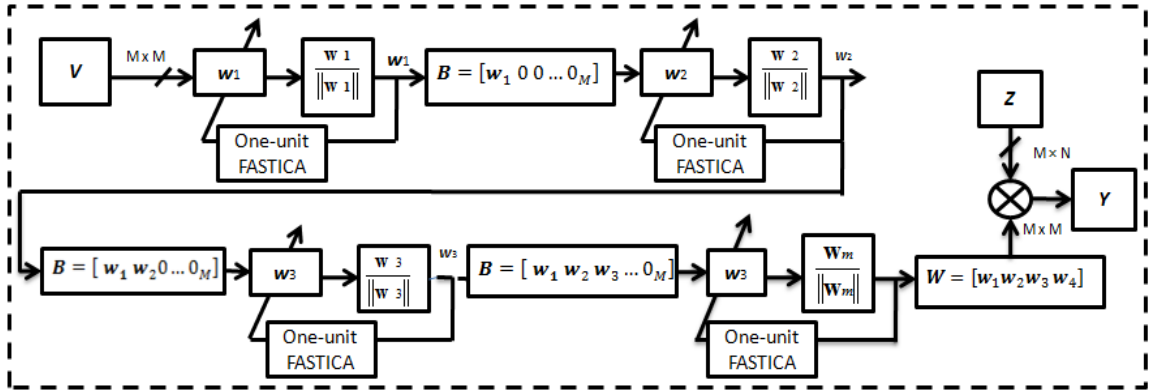 V
M x M
w1
w 1
‖w 1‖
w1
B = [w1 0 0 ... 0M]
w2
w 2
‖w 2‖
w2
One-unit
FASTICA
One-unit
FASTICA
Z
M × N
Y
M x M
B = [ w1 w2 0 ... 0M]
w3
w 3
‖w 3‖
w3
B = [ w1 w2 w3 ... 0M]
w3
Wm
‖Wm‖
W = [w1w2w3 w4]
One-unit
FASTICA
One-unit
FASTICA